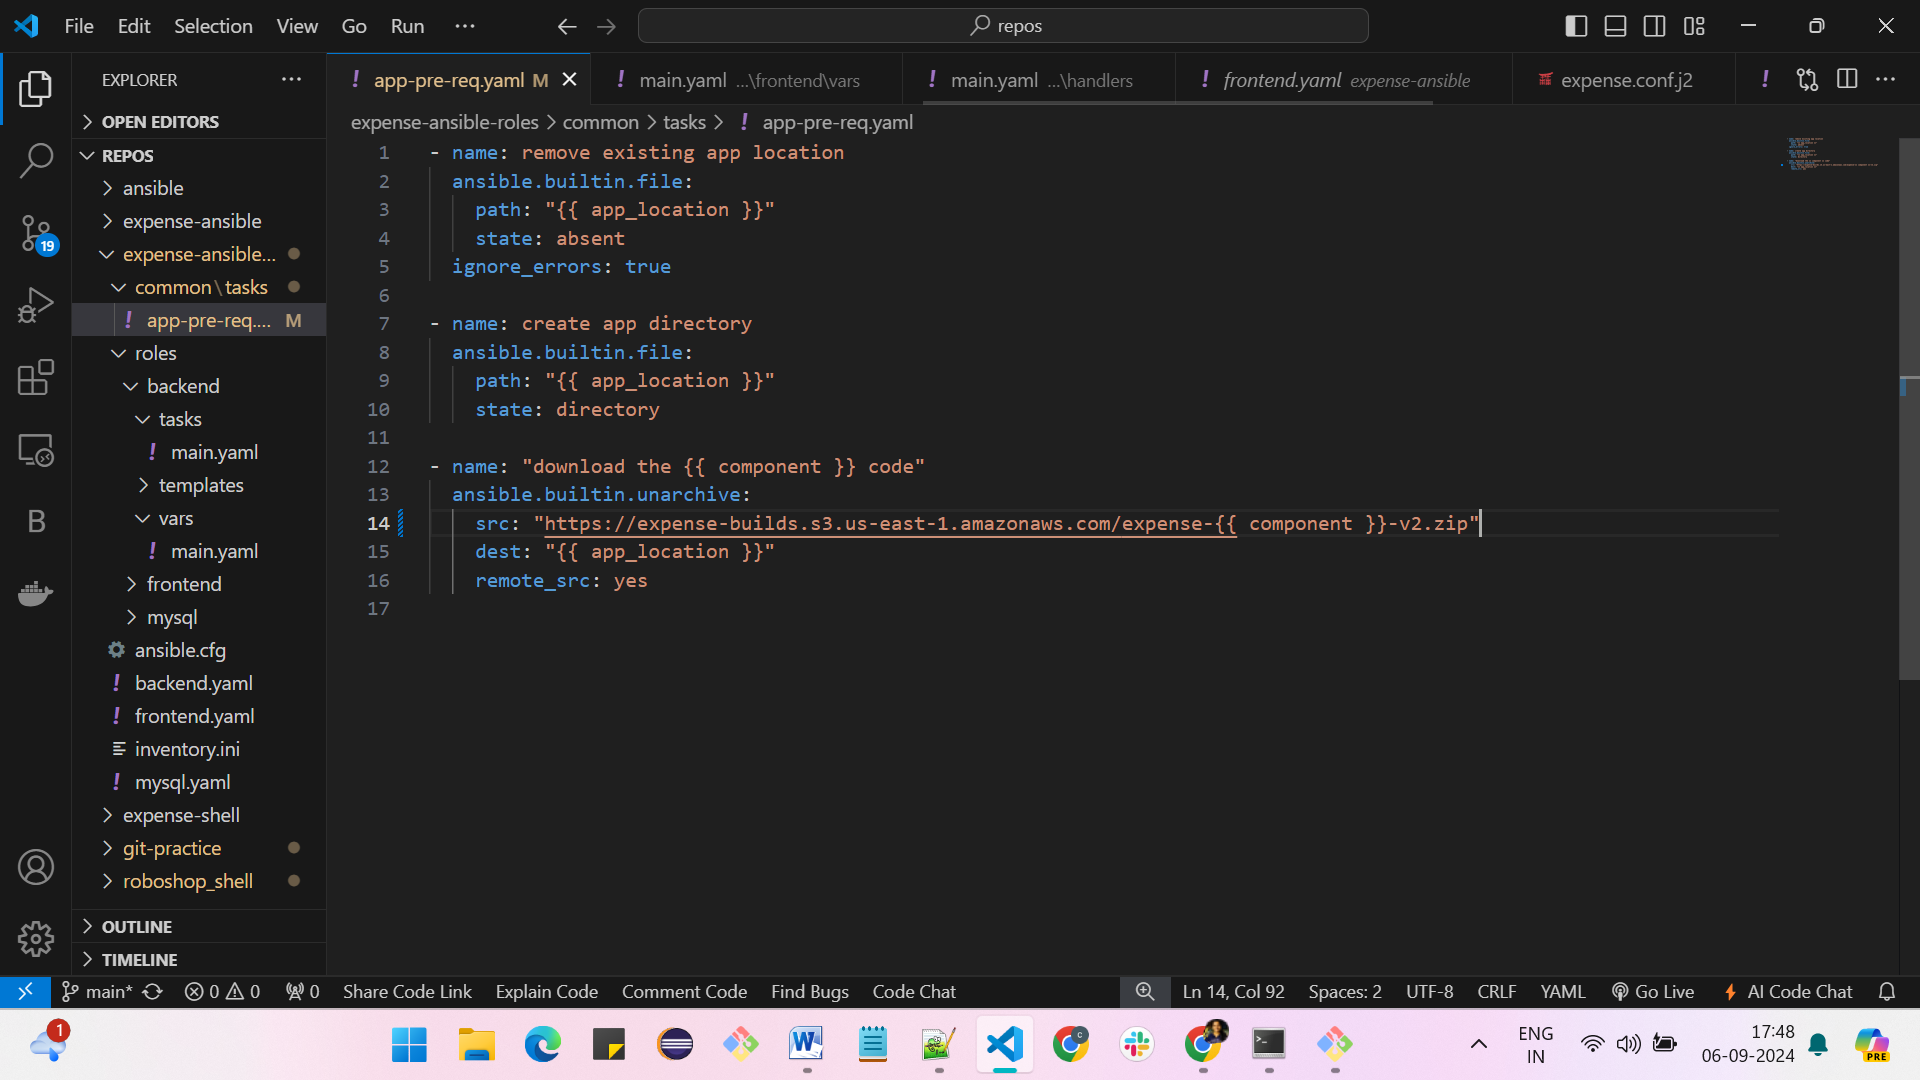 File Edit Selection View Go Run ···
repos
EXPLORER ···
OPEN EDITORS
REPOS
ansible
expense-ansible
expense-ansible...
common\tasks
app-pre-req.... M
roles
backend
tasks
main.yaml
templates
vars
main.yaml
frontend
mysql
ansible.cfg
backend.yaml
frontend.yaml
inventory.ini
mysql.yaml
expense-shell
git-practice
roboshop_shell
OUTLINE
TIMELINE
19
B
app-pre-req.yaml M
main.yaml ...\frontend\vars
main.yaml ...\handlers
frontend.yaml expense-ansible
expense.conf.j2
expense-ansible-roles > common > tasks > ! app-pre-req.yaml
1 - name: remove existing app location
2 ansible.builtin.file:
3 path: "{{ app_location }}"
4 state: absent
5 ignore_errors: true
6
7 - name: create app directory
8 ansible.builtin.file:
9 path: "{{ app_location }}"
10 state: directory
11
12 - name: "download the {{ component }} code"
13 ansible.builtin.unarchive:
14 src: "https://expense-builds.s3.us-east-1.amazonaws.com/expense-{{ component }}-v2.zip"
15 dest: "{{ app_location }}"
16 remote_src: yes
17
main* 0 0 0 Share Code Link Explain Code Comment Code Find Bugs Code Chat
Ln 14, Col 92 Spaces: 2 UTF-8 CRLF YAML Go Live AI Code Chat
1
ENG
IN
17:48
06-09-2024
PRE